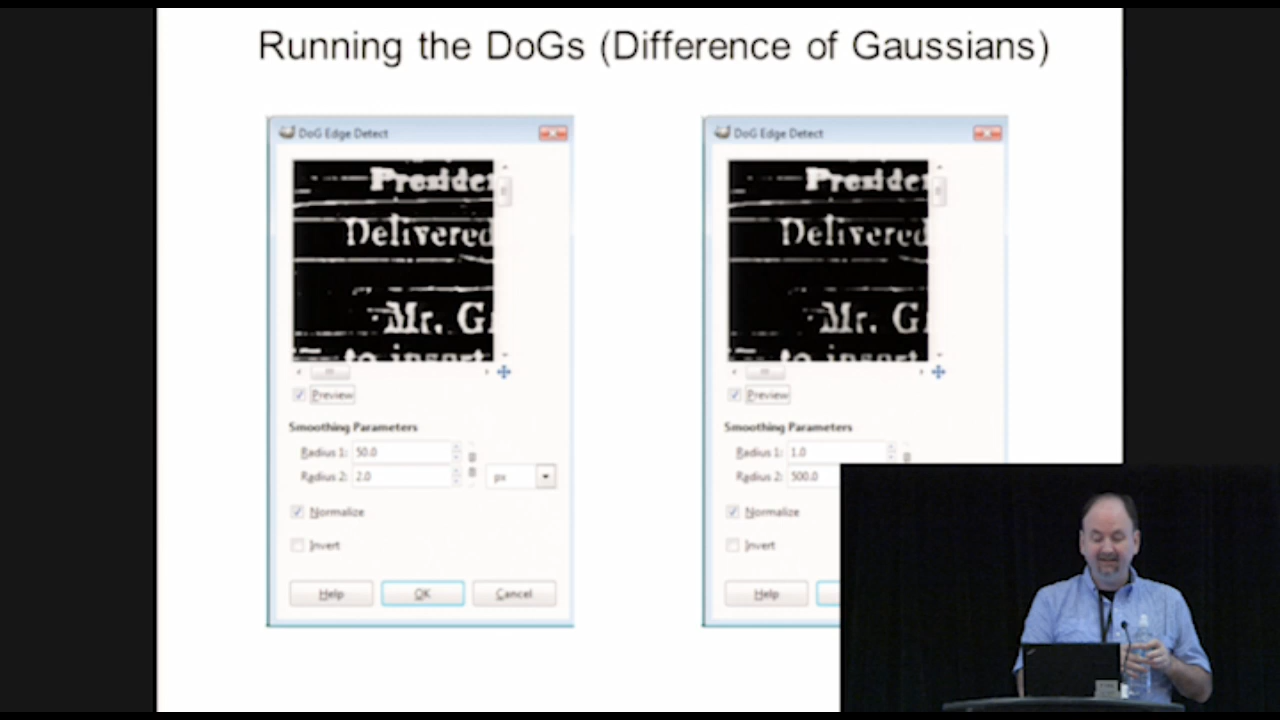 Running the DoGs (Difference of Gaussians)
DoG Edge Detect
Presiden
Delivered
Mr. G
to insert
Preview
Smoothing Parameters
Radius 1: 50.0
Radius 2: 2.0
px
Normalize
Invert
Help
OK
Cancel
DoG Edge Detect
Presiden
Delivered
Mr. G
to insert
Preview
Smoothing Parameters
Radius 1: 1.0
Radius 2: 500.0
Normalize
Invert
Help